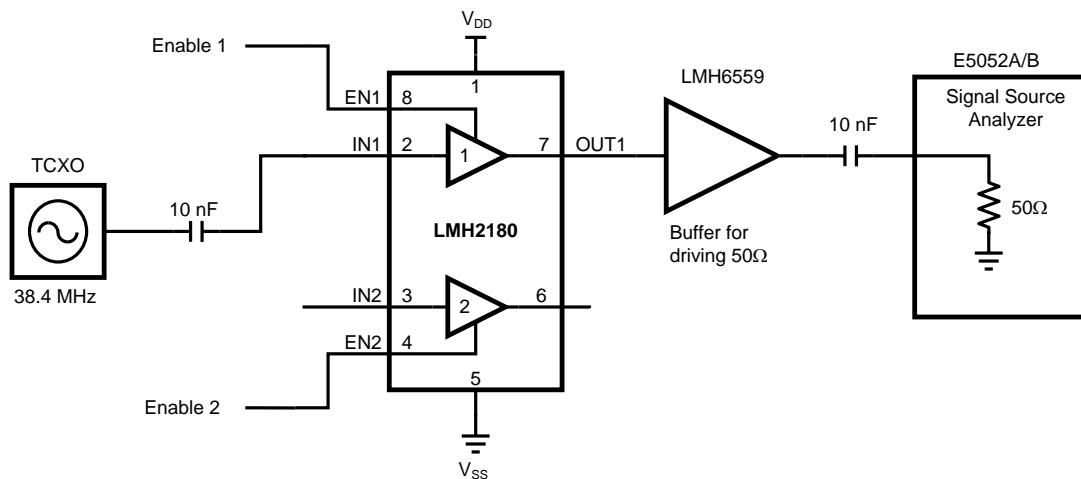 V_DD
Enable 1
E5052A/B
LMH6559
Signal Source
Analyzer
1
EN1 8
10 nF
IN1 2 1 7 OUT1
TCXO
10 nF
50Ω
LMH2180
Buffer for
driving 50Ω
38.4 MHz
IN2 3 2 6
EN2 4
5
Enable 2
V_SS